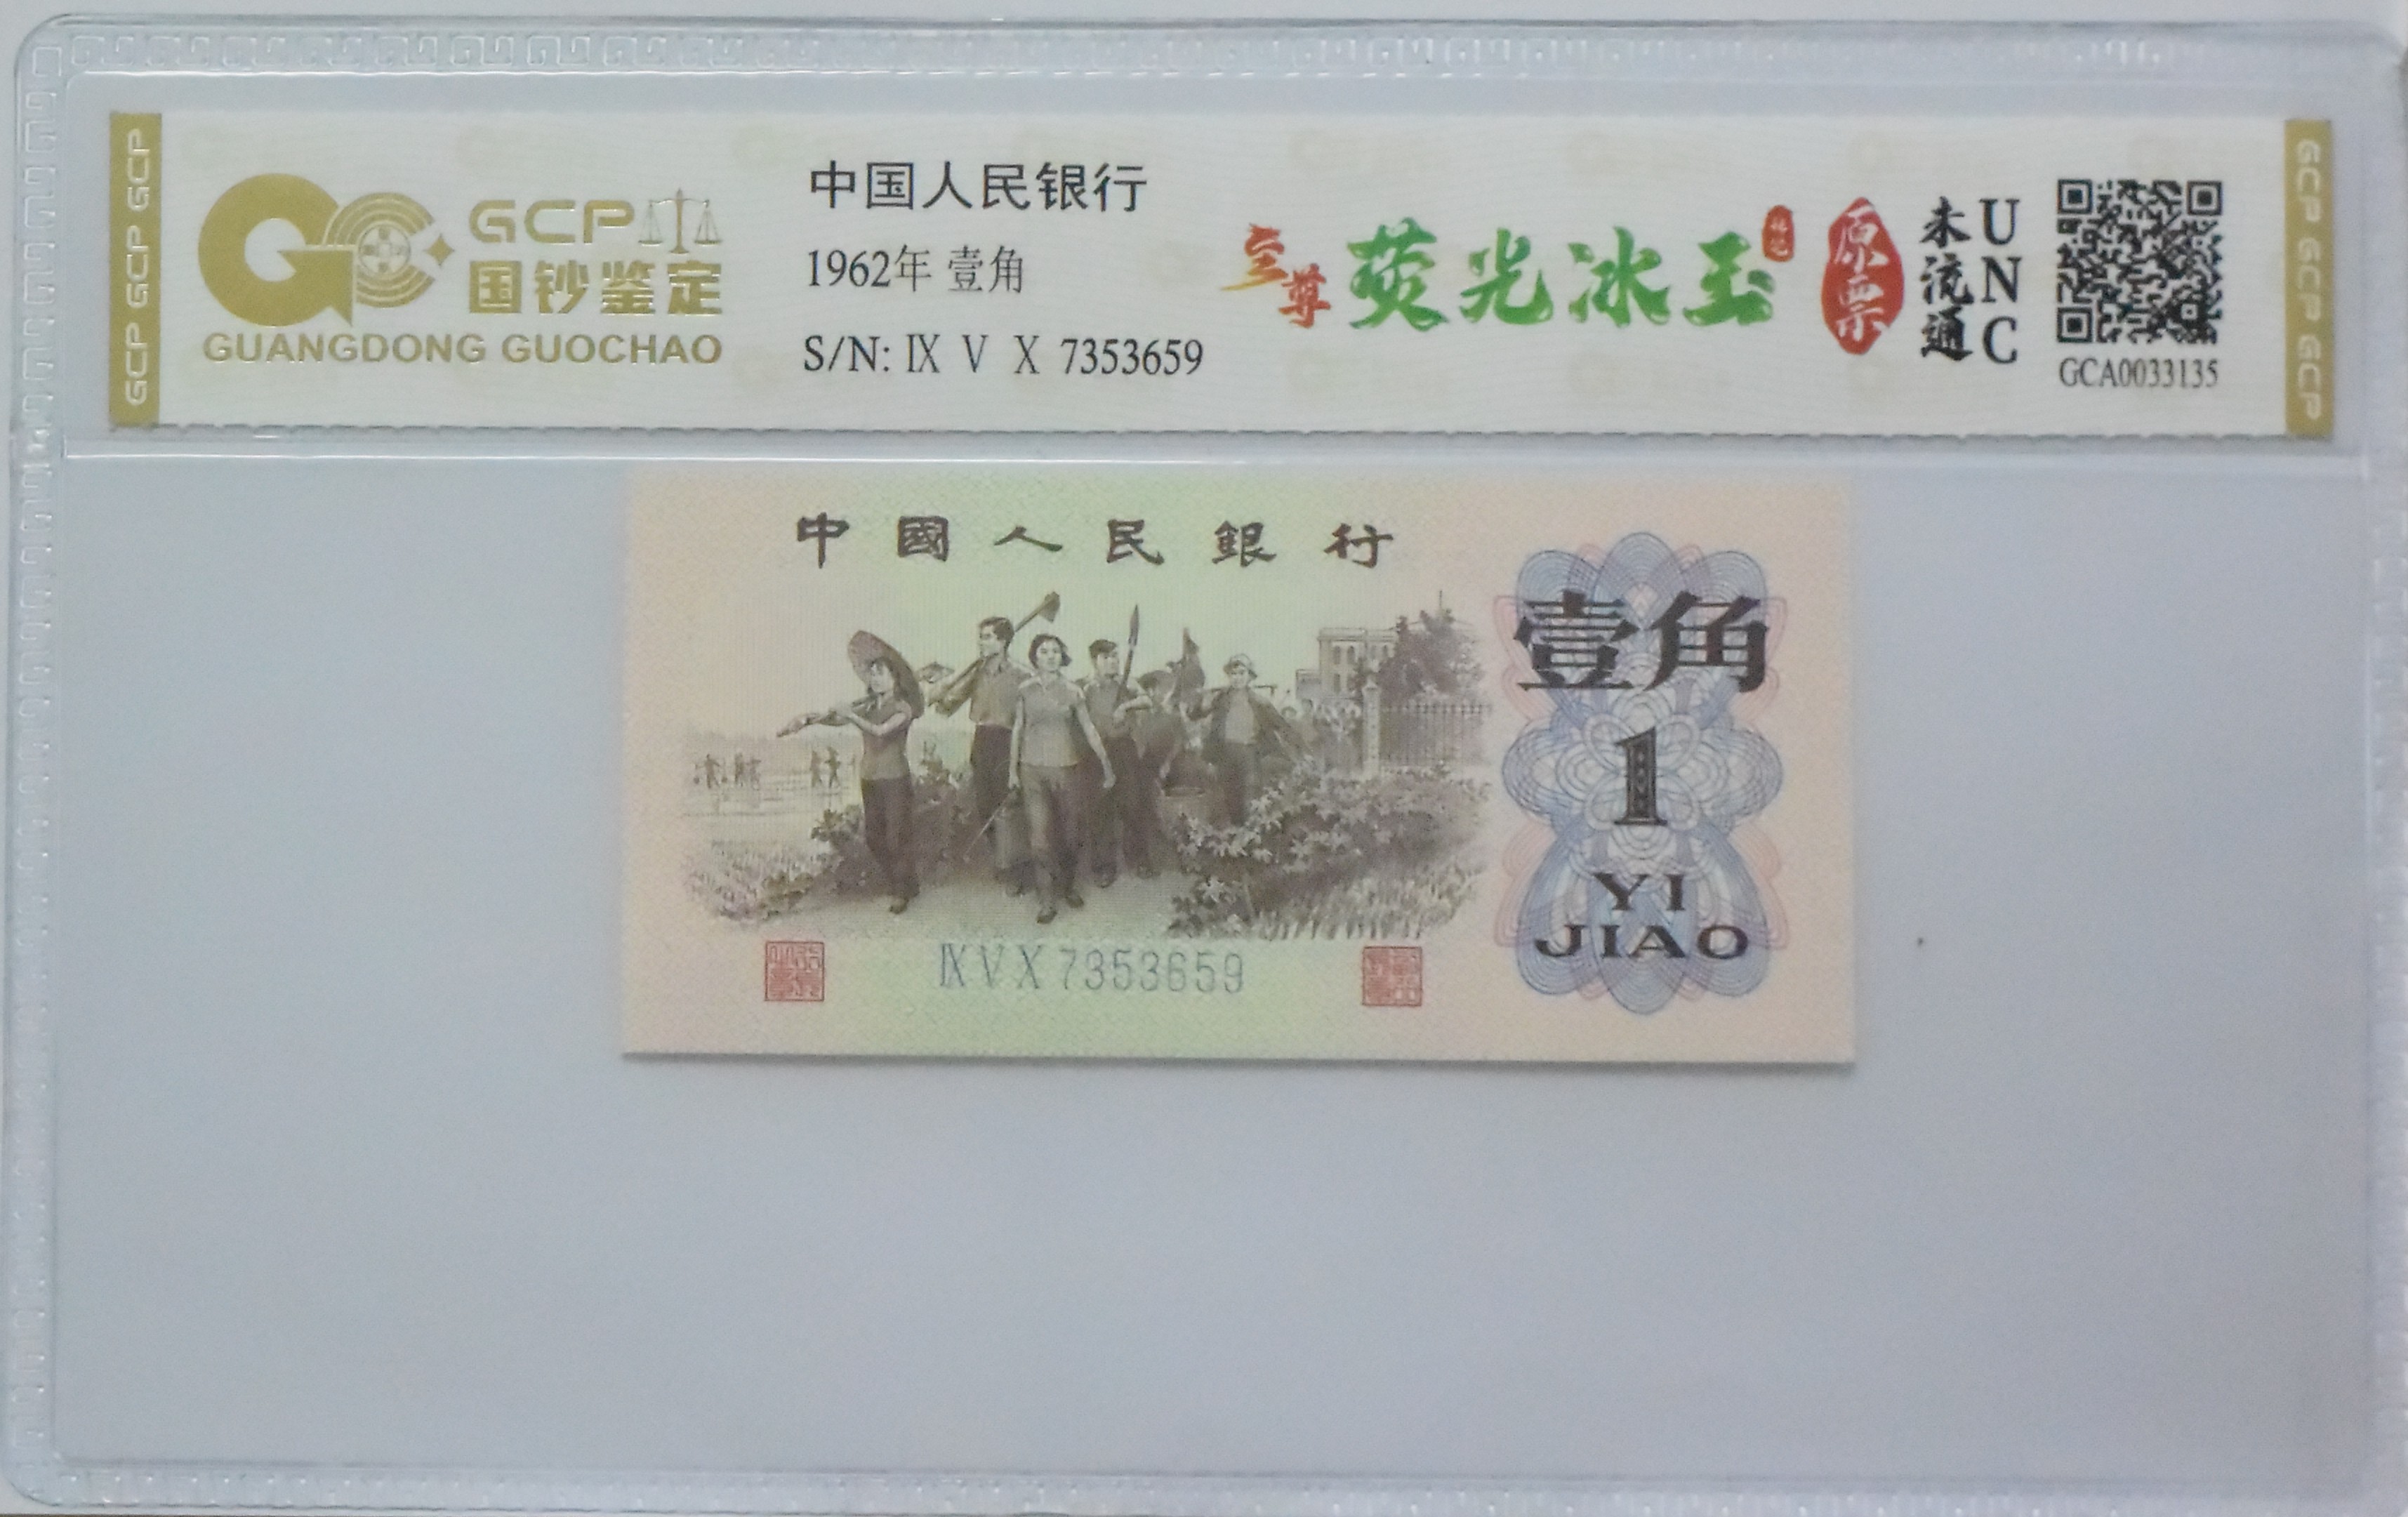 GCP GCP GCP
GCP
国钞鉴定
GUANGDONG GUOCHAO
中国人民银行
1962年 壹角
S/N: Ⅸ Ⅴ Ⅹ 7353659
至尊
荧光冰玉
原票
未流通
UNC
GCA0033135
GCP GCP GCP
中國人民銀行
壹角
1
YI
JIAO
ⅨⅤⅩ 7353659